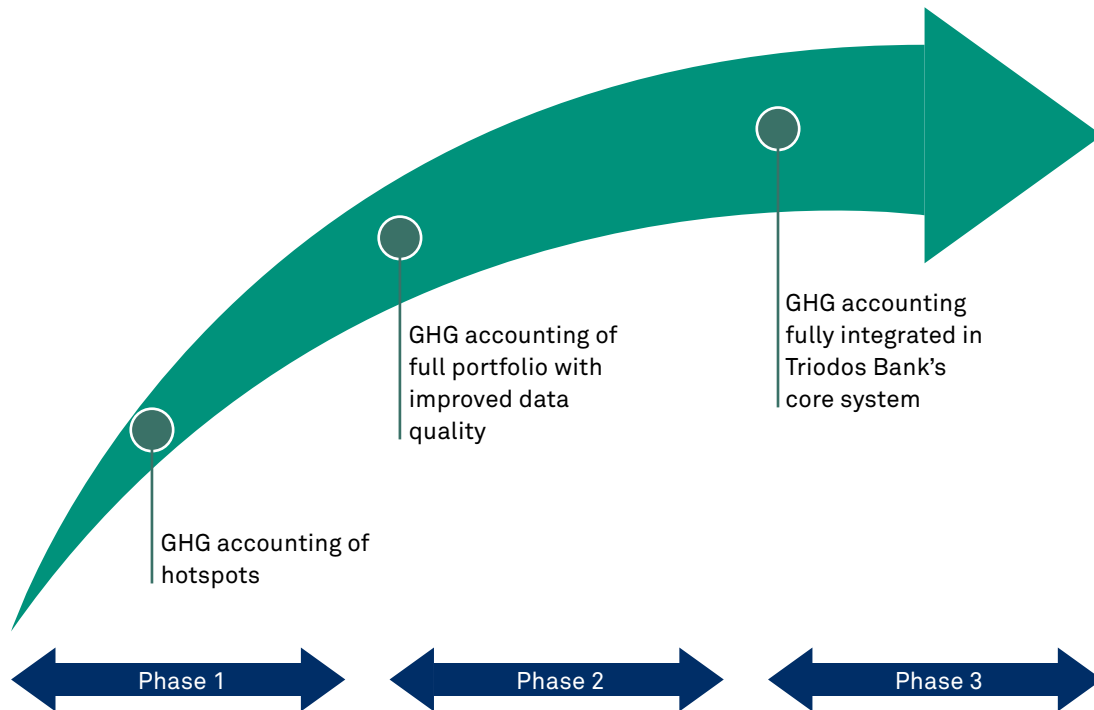 GHG accounting of
hotspots
GHG accounting of
full portfolio with
improved data
quality
GHG accounting
fully integrated in
Triodos Bank's
core system
Phase 1
Phase 2
Phase 3